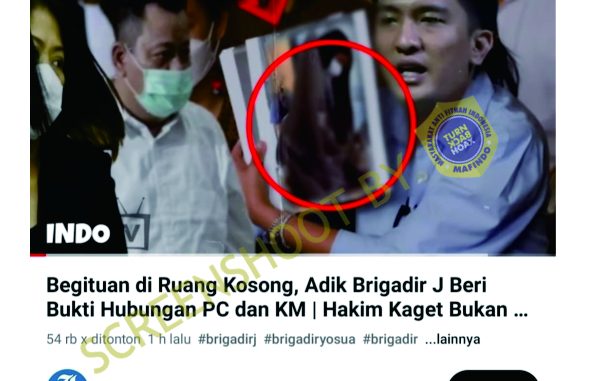 MASYARAKAT ANTI FITNAH INDONESIA
TURN
BACK
HOAX
MAFINDO
TV
INDO
SCREENSHOOT BY
Begituan di Ruang Kosong, Adik Brigadir J Beri
Bukti Hubungan PC dan KM | Hakim Kaget Bukan ...
54 rb x ditonton 1 h lalu #brigadirj #brigadiryosua #brigadir ...lainnya